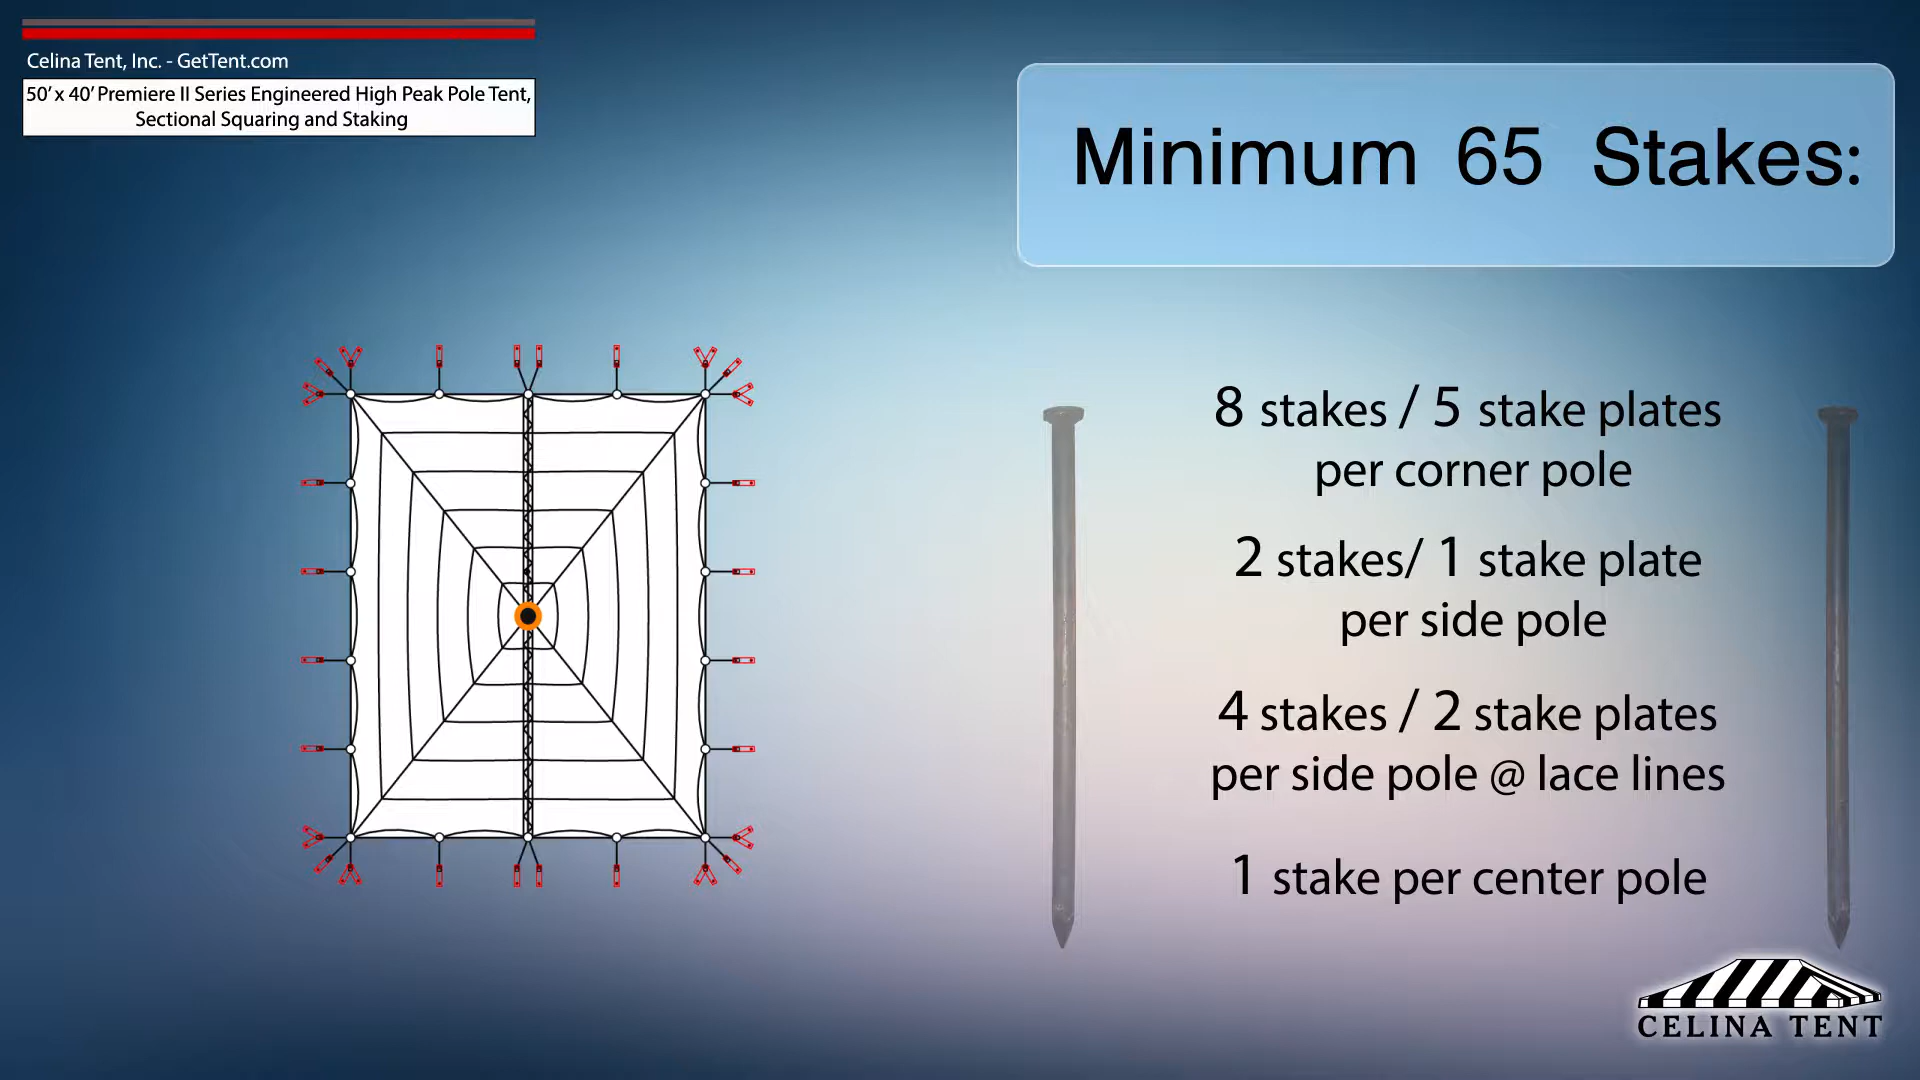 Celina Tent, Inc. - GetTent.com
50' x 40' Premiere II Series Engineered High Peak Pole Tent,
Sectional Squaring and Staking
Minimum 65 Stakes:
8 stakes / 5 stake plates
per corner pole
2 stakes/ 1 stake plate
per side pole
4 stakes / 2 stake plates
per side pole @ lace lines
1 stake per center pole
CELINA TENT